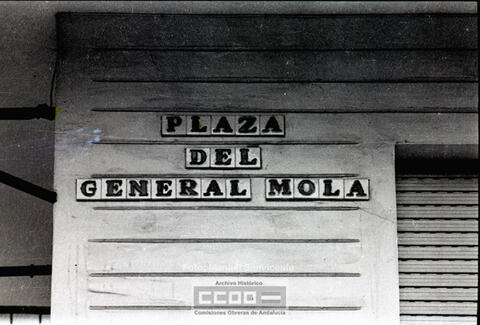 PLAZA
DEL
GENERAL MOLA
Archivo Histórico
CCOO
Comisiones Obreras de Andalucía